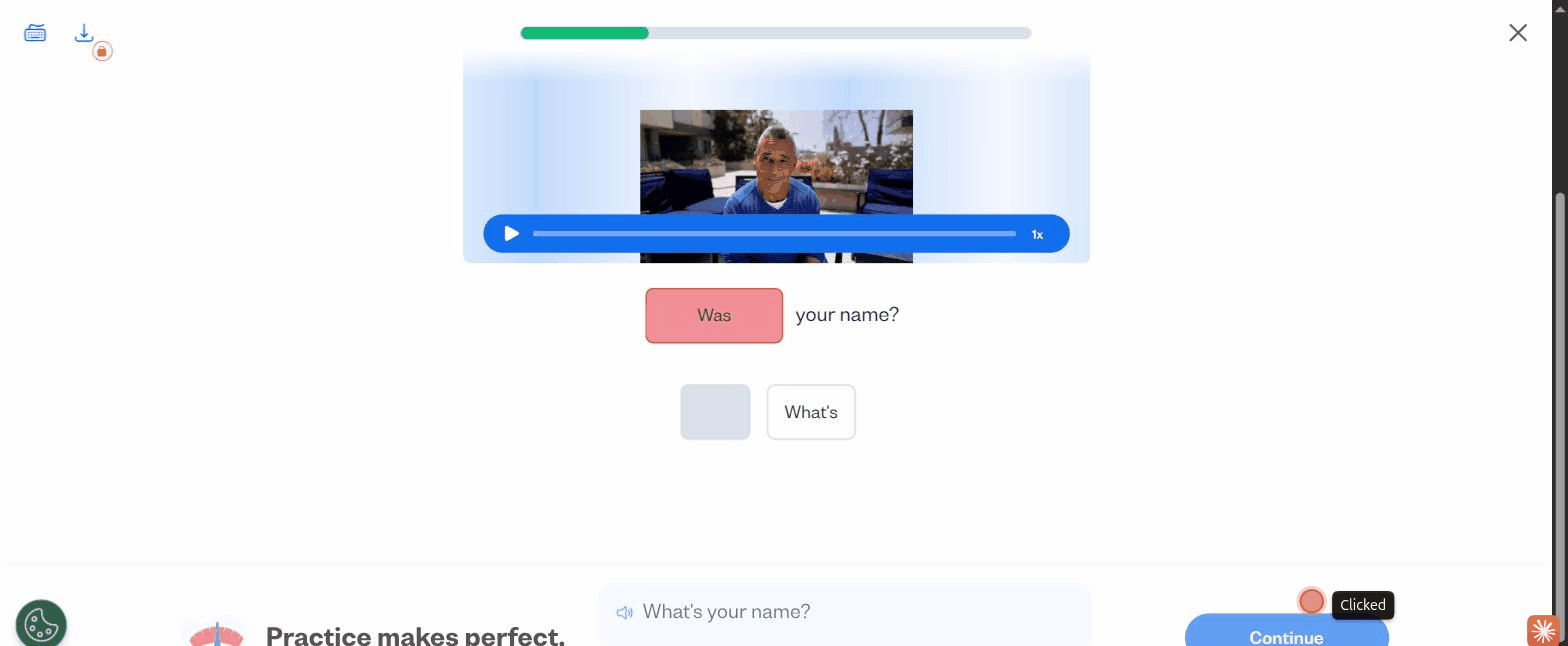 1x
Was your name?
What's
What's your name?
Clicked
Practice makes perfect.
Continue